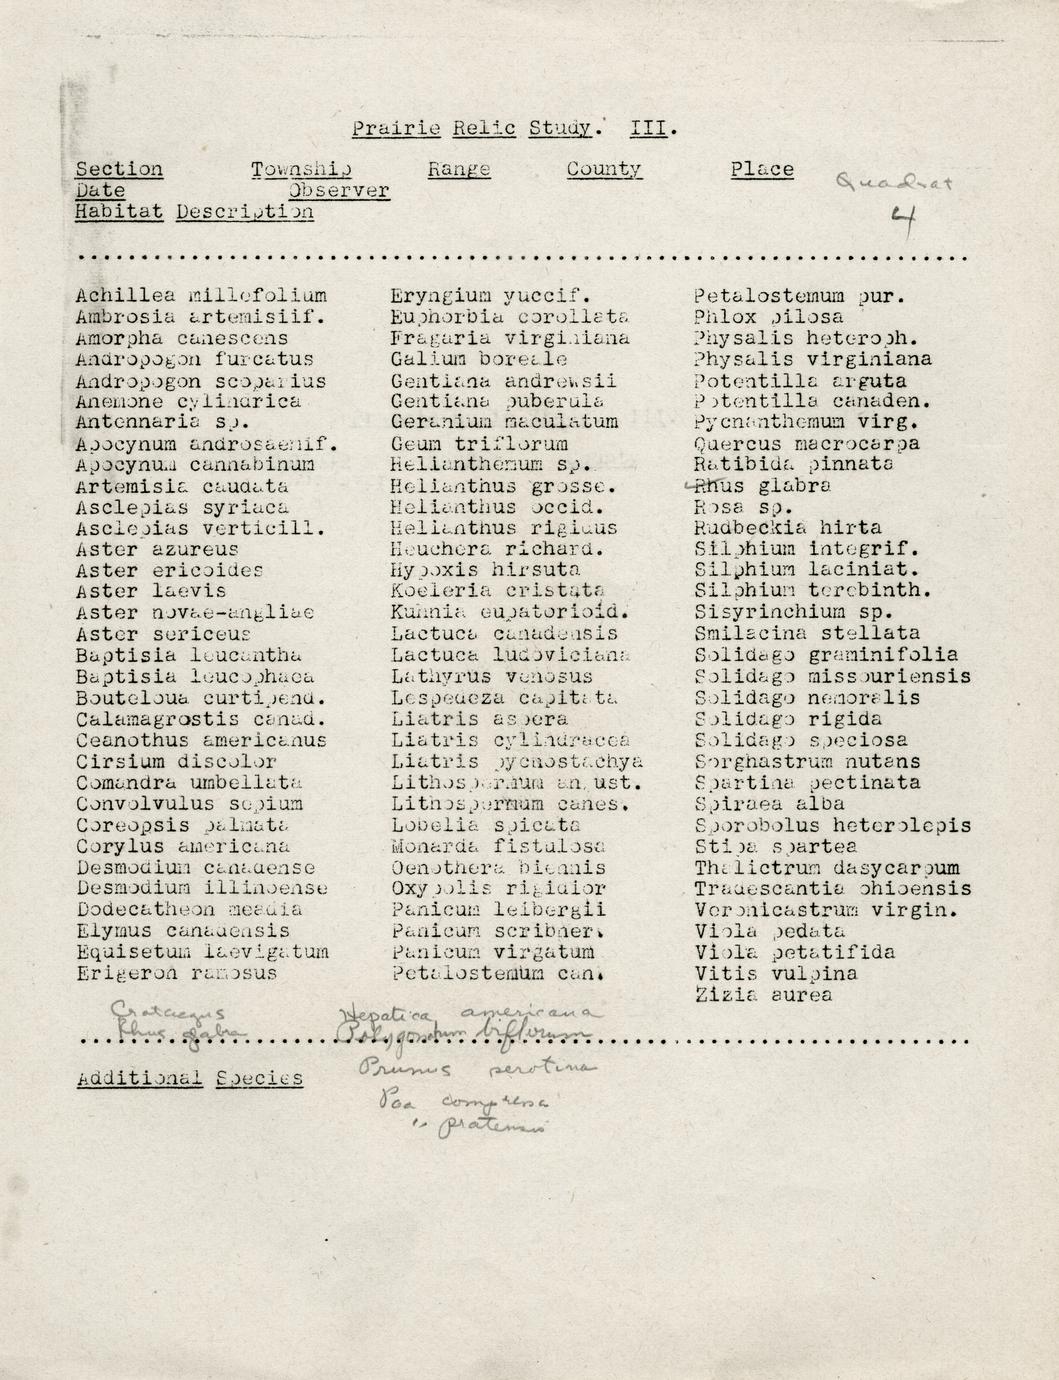 Prairie Relic Study. III.
Section Township Range County Place
Quadrat
Date Observer
Habitat Description
4
Achillea millefolium
Ambrosia artemisiif.
Amorpha canescens
Andropogon furcatus
Andropogon scoparius
Anemone cylindrica
Antennaria sp.
Apocynum androsaemif.
Apocynum cannabinum
Artemisia caudata
Asclepias syriaca
Asclepias verticill.
Aster azureus
Aster ericoides
Aster laevis
Aster novae-angliae
Aster sericeus
Baptisia leucantha
Baptisia leucophaea
Bouteloua curtipend.
Calamagrostis canad.
Ceanothus americanus
Cirsium discolor
Comandra umbellata
Convolvulus sepium
Coreopsis palmata
Corylus americana
Desmodium canadense
Desmodium illinoense
Dodecatheon meadia
Elymus canadensis
Equisetum laevigatum
Erigeron ramosus
Eryngium yuccif.
Euphorbia corollata
Fragaria virginiana
Galium boreale
Gentiana andrewsii
Gentiana puberula
Geranium maculatum
Geum triflorum
Helianthemum sp.
Helianthus grosse.
Helianthus occid.
Helianthus rigidus
Heuchera richard.
Hypoxis hirsuta
Koeleria cristata
Kuhnia eupatorioid.
Lactuca canadensis
Lactuca ludoviciana
Lathyrus venosus
Lespedeza capitata
Liatris aspera
Liatris cylindracea
Liatris pycnostachya
Lithospermum angust.
Lithospermum canes.
Lobelia spicata
Monarda fistulosa
Oenothera biennis
Oxypolis rigidior
Panicum leibergii
Panicum scribner.
Panicum virgatum
Petalostemum can.
Petalostemum pur.
Phlox pilosa
Physalis heteroph.
Physalis virginiana
Potentilla arguta
Potentilla canaden.
Pycnanthemum virg.
Quercus macrocarpa
Ratibida pinnata
Rhus glabra
Rosa sp.
Rudbeckia hirta
Silphium integrif.
Silphium laciniat.
Silphium terebinth.
Sisyrinchium sp.
Smilacina stellata
Solidago graminifolia
Solidago missouriensis
Solidago nemoralis
Solidago rigida
Solidago speciosa
Sorghastrum nutans
Spartina pectinata
Spiraea alba
Sporobolus heterolepis
Stipa spartea
Thalictrum dasycarpum
Tradescantia ohioensis
Veronicastrum virgin.
Viola pedata
Viola petatifida
Vitis vulpina
Zizia aurea
Crataegus
Rhus glabra
Hepatica americana
Polygonatum biflorum
Additional Species
Prunus serotina
Poa compressa
" pratensis